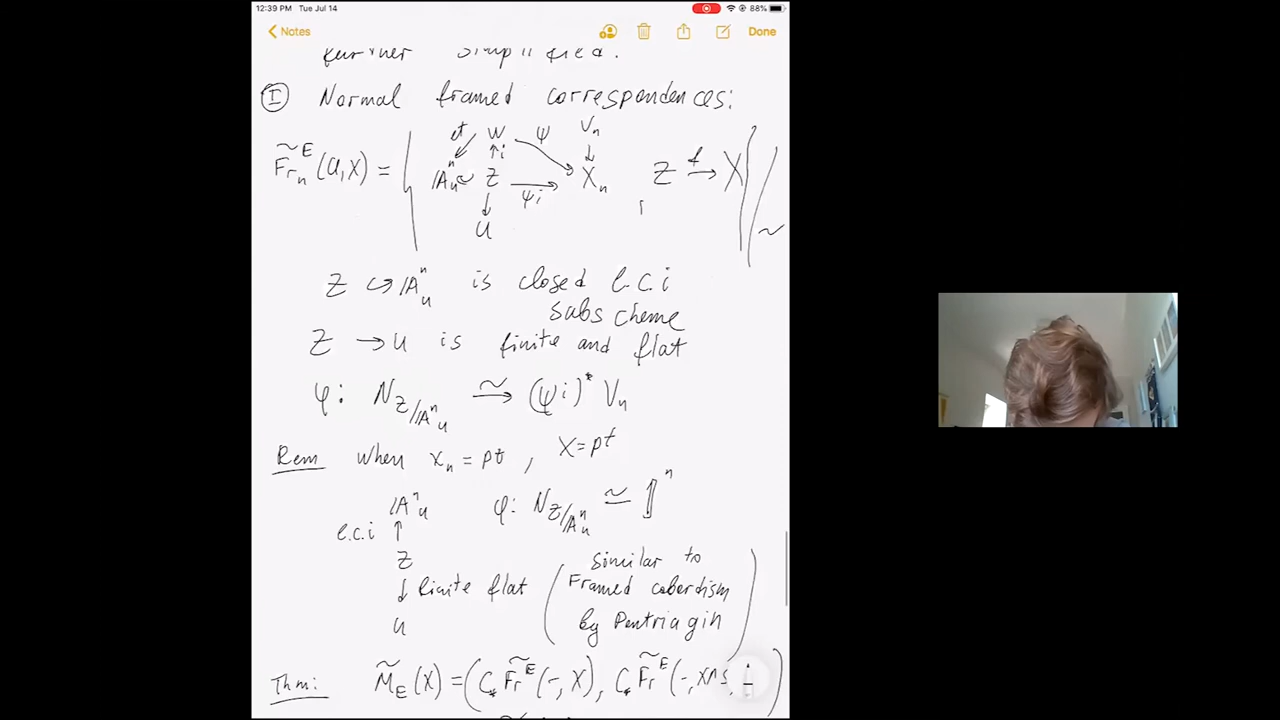 12:39 PM Tue Jul 14
88%
Notes
Done
further simplified.
Ⓘ Normal framed correspondences:
et W ψ V_n
F̃r_n^E (U,X) = { ↑i ↓ Z →f X } / ~
𝔸^n_U Z → X_n
ψi
U
Z ↪ 𝔸^n_U is closed l.c.i
subscheme
Z → U is finite and flat
φ: N_{Z/𝔸^n_U} ≃→ (ψi)^* V_n
Rem when X_n = pt , X = pt
𝔸^n_U φ: N_{Z/𝔸^n_U} ≃ 𝟙^n
l.c.i ↑
Z
↓ finite flat (similar to
Framed cobordism
U by Pontriagin)
Thm: M̃_E(X) = (C_* F̃r^E(-, X), C_* F̃r^E(-, X∧S